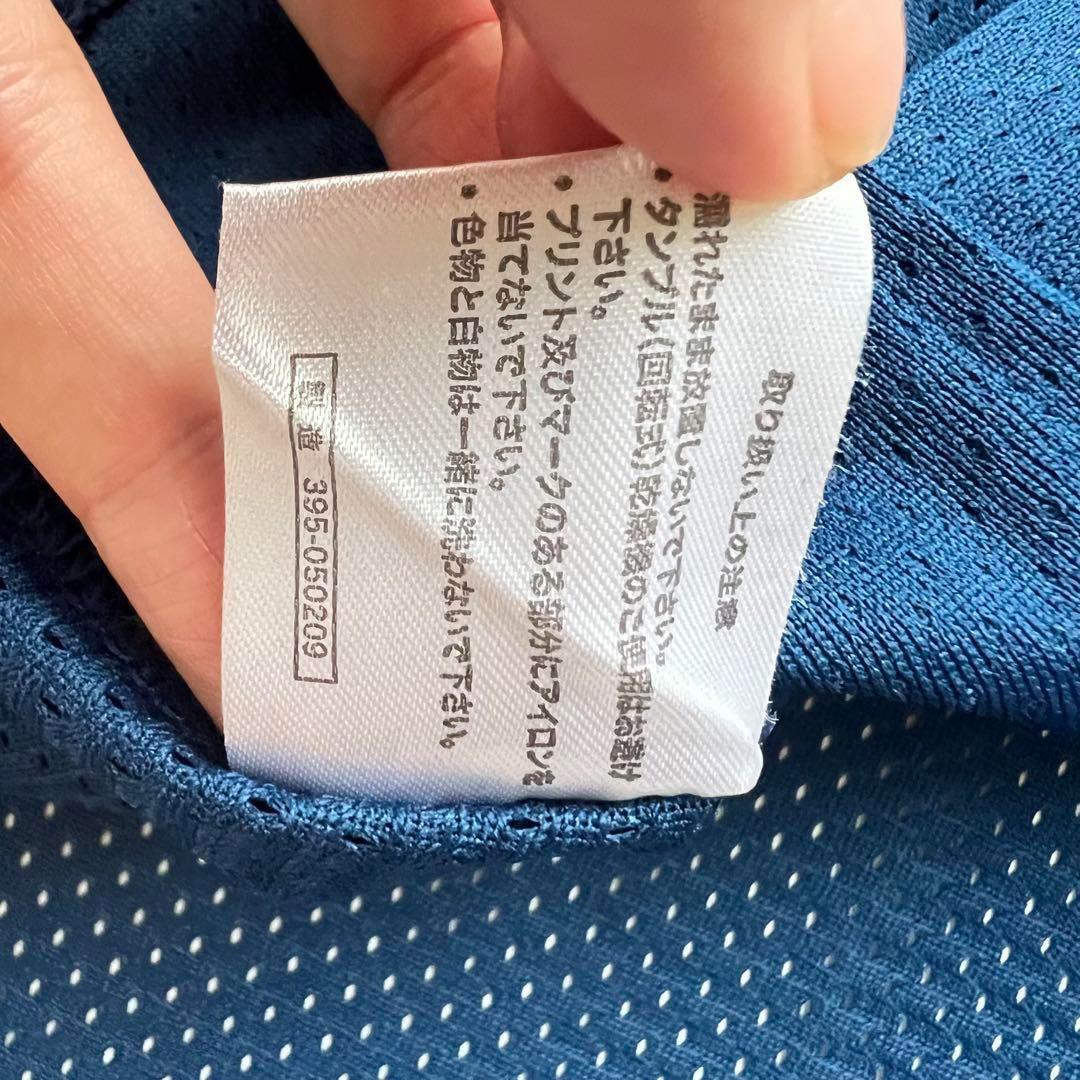 取り扱い上の注意
濡れたまま放置しないで下さい。
・タンブル(回転式)乾燥機のご使用はお避け
下さい。
・プリント及びマークのある部分にアイロンを
当てないで下さい。
・色物と白物は一緒に洗わないで下さい。
395-050209